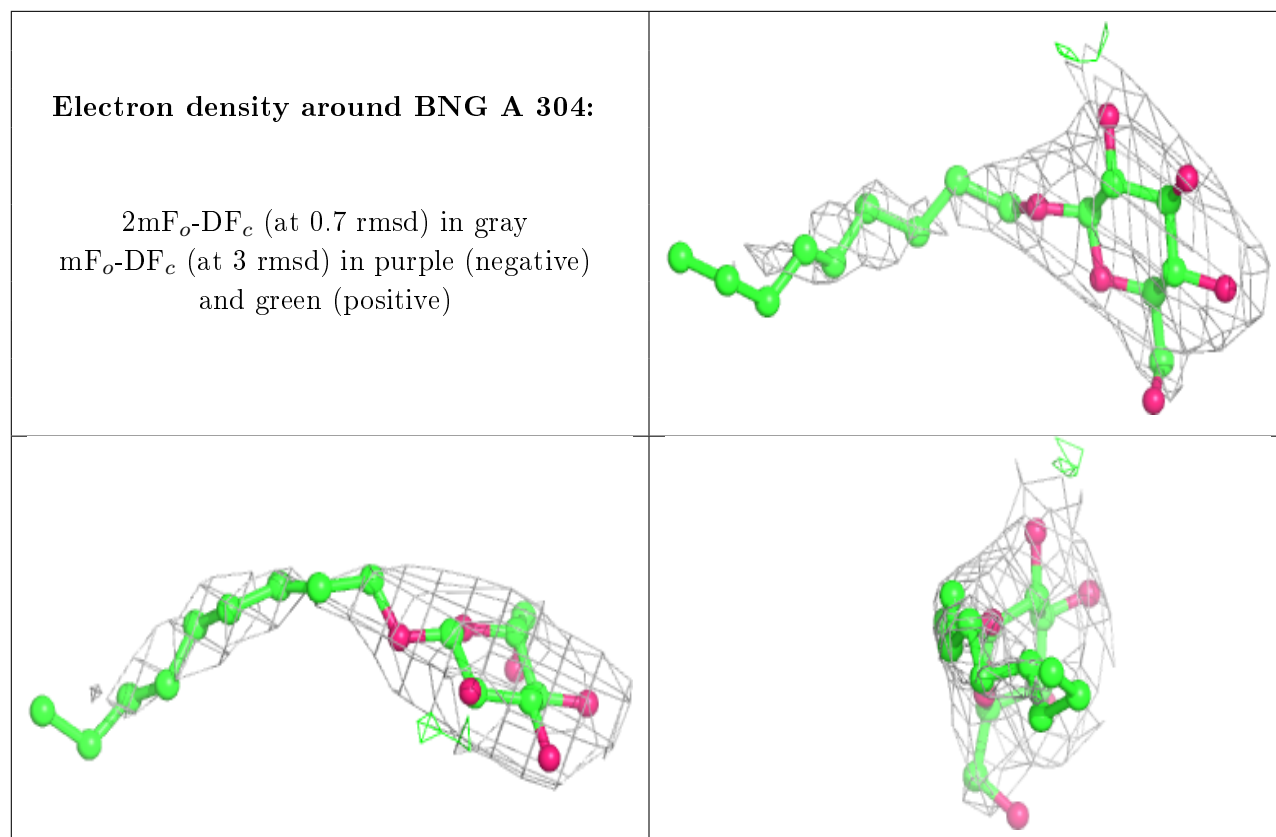 Electron density around BNG A 304:
2mFₒ-DF𝒸 (at 0.7 rmsd) in gray
mFₒ-DF𝒸 (at 3 rmsd) in purple (negative)
and green (positive)